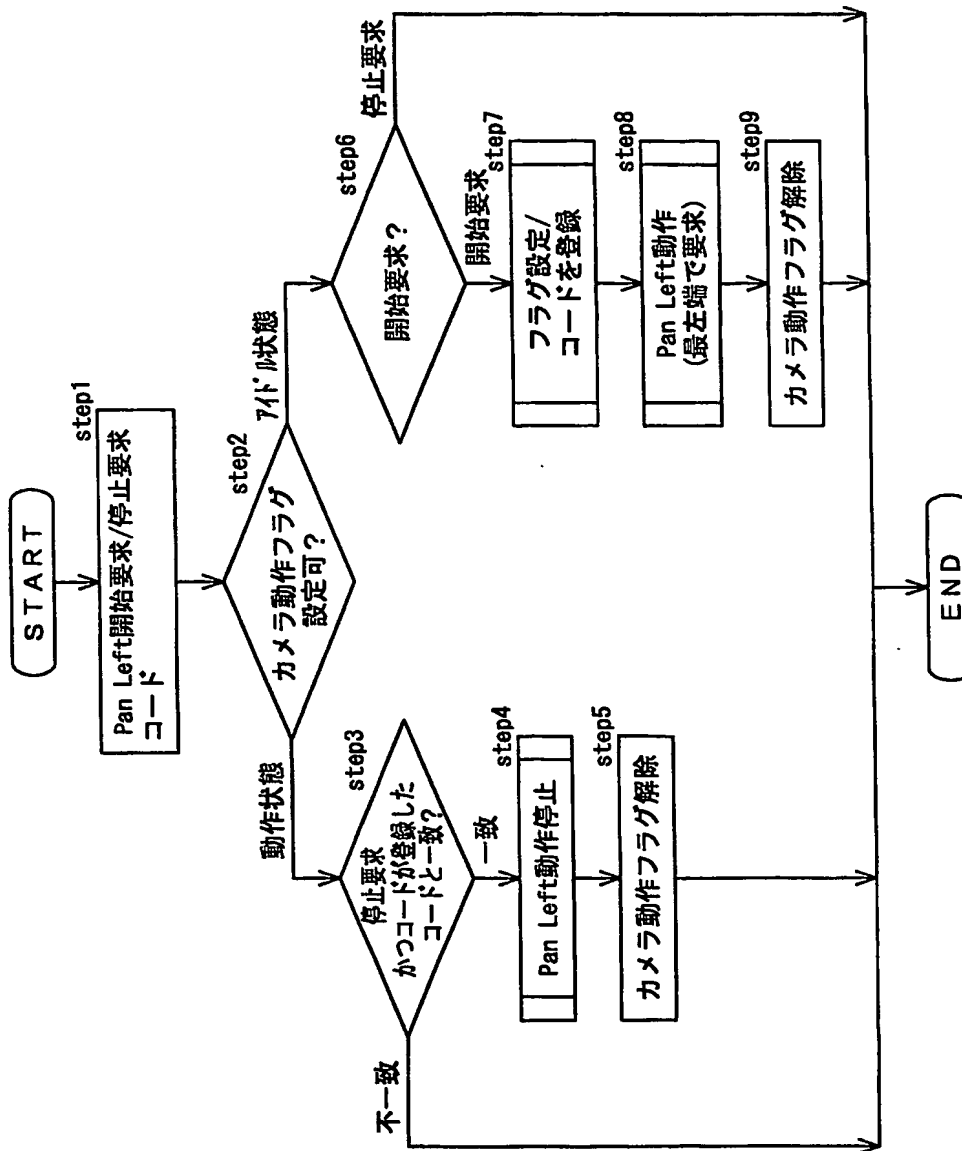 START
step1
Pan Left開始要求/停止要求
コード
step2
カメラ動作フラグ
設定可?
動作状態
アイドル状態
step3
停止要求
かつコードが登録した
コードと一致?
不一致
一致
step4
Pan Left動作停止
step5
カメラ動作フラグ解除
step6
開始要求?
停止要求
開始要求
step7
フラグ設定/
コードを登録
step8
Pan Left動作
(最左端で要求)
step9
カメラ動作フラグ解除
END